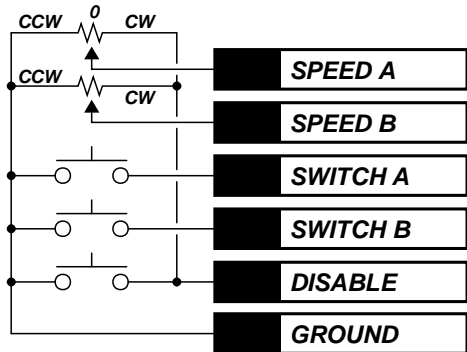 0
CCW CW
SPEED A
CCW CW
SPEED B
SWITCH A
SWITCH B
DISABLE
GROUND